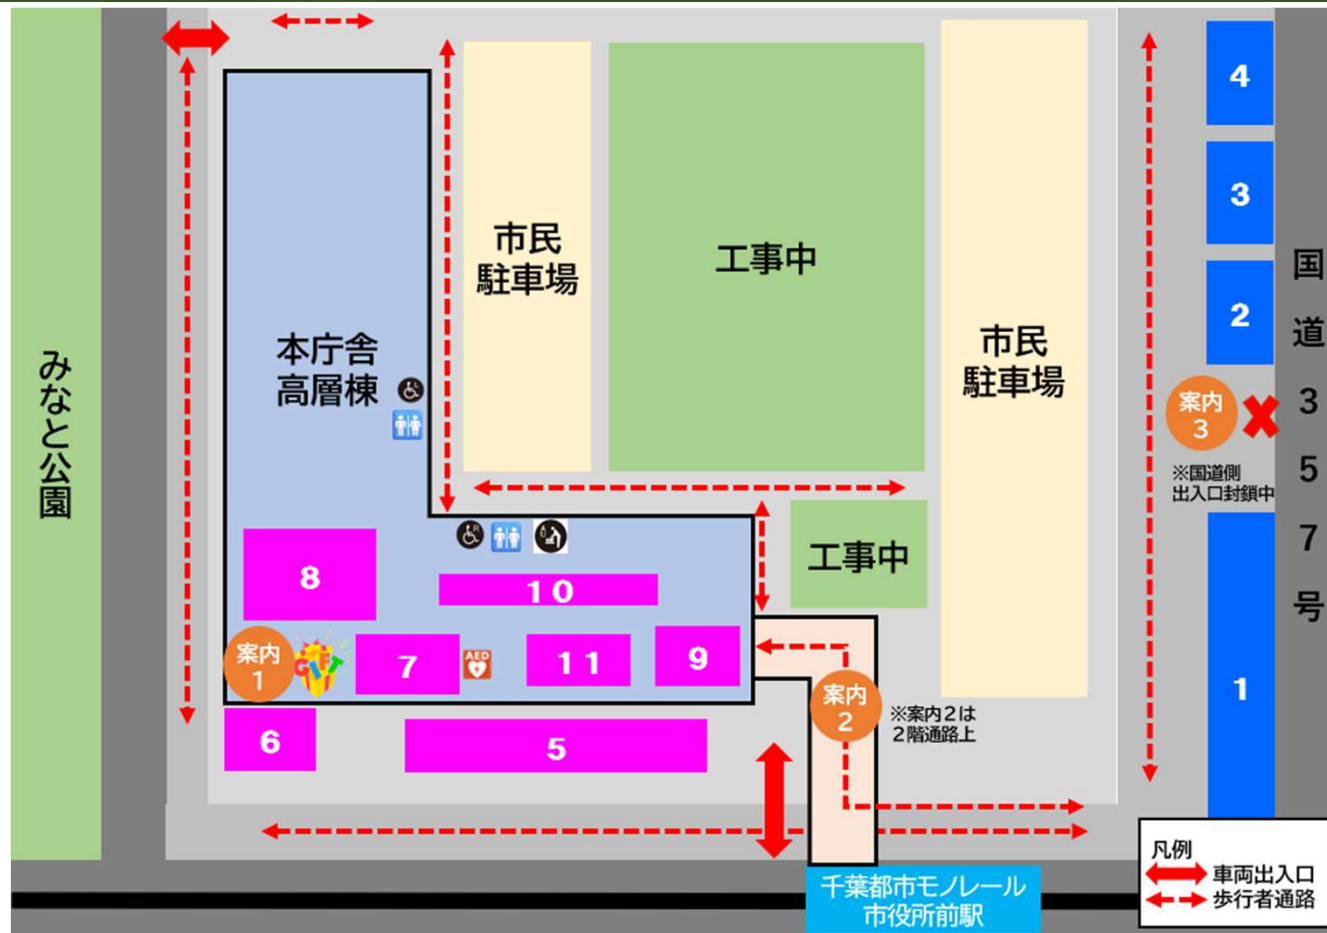 みなと公園
本庁舎
高層棟
市民
駐車場
工事中
市民
駐車場
工事中
4
3
2
案内
3
※国道側
出入口封鎖中
1
国道357号
8
10
案内
1
GIFT
7
AED
11
9
6
5
案内
2
※案内2は
2階通路上
千葉都市モノレール
市役所前駅
凡例
車両出入口
歩行者通路